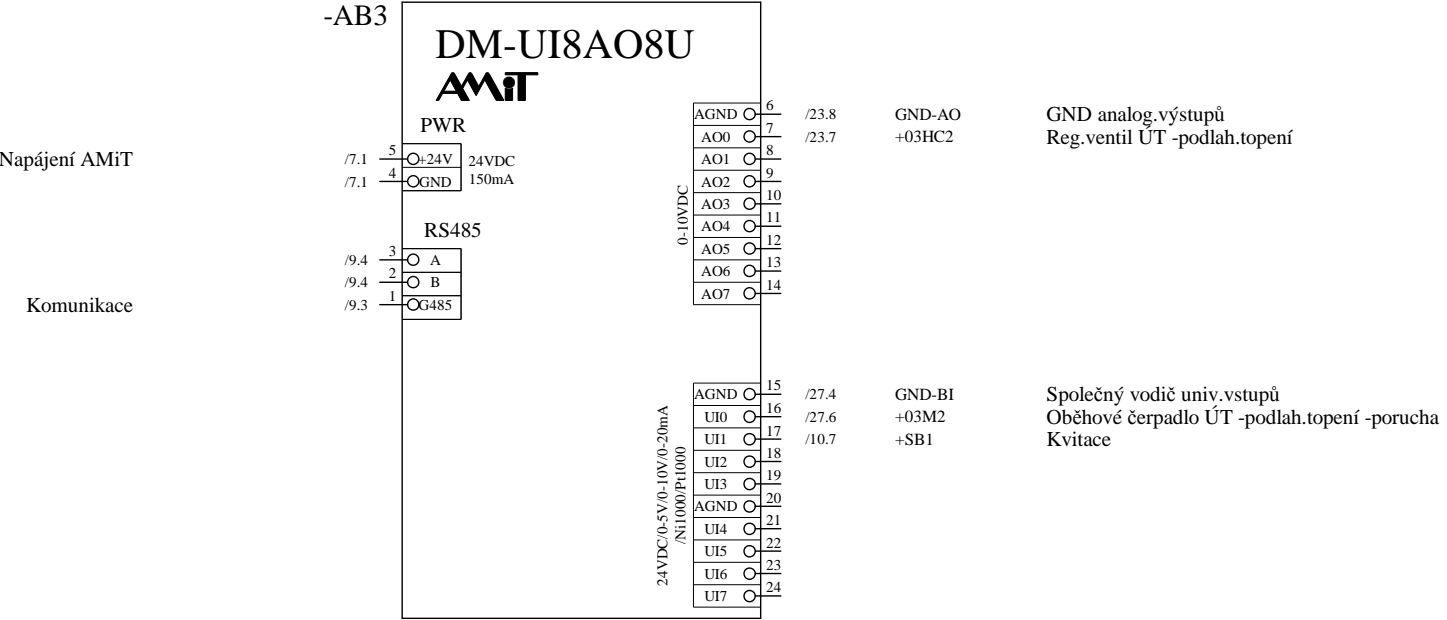 -AB3
DM-UI8AO8U
AMiT
PWR
Napájení AMiT /7.1 5 +24V 24VDC
/7.1 4 GND 150mA
RS485
/9.4 3 A
/9.4 2 B
Komunikace /9.3 1 G485
0-10VDC
AGND 6 /23.8 GND-AO GND analog.výstupů
AO0 7 /23.7 +03HC2 Reg.ventil ÚT -podlah.topení
AO1 8
AO2 9
AO3 10
AO4 11
AO5 12
AO6 13
AO7 14
24VDC/0-5V/0-10V/0-20mA
/Ni1000/Pt1000
AGND 15 /27.4 GND-BI Společný vodič univ.vstupů
UI0 16 /27.6 +03M2 Oběhové čerpadlo ÚT -podlah.topení -porucha
UI1 17 /10.7 +SB1 Kvitace
UI2 18
UI3 19
AGND 20
UI4 21
UI5 22
UI6 23
UI7 24